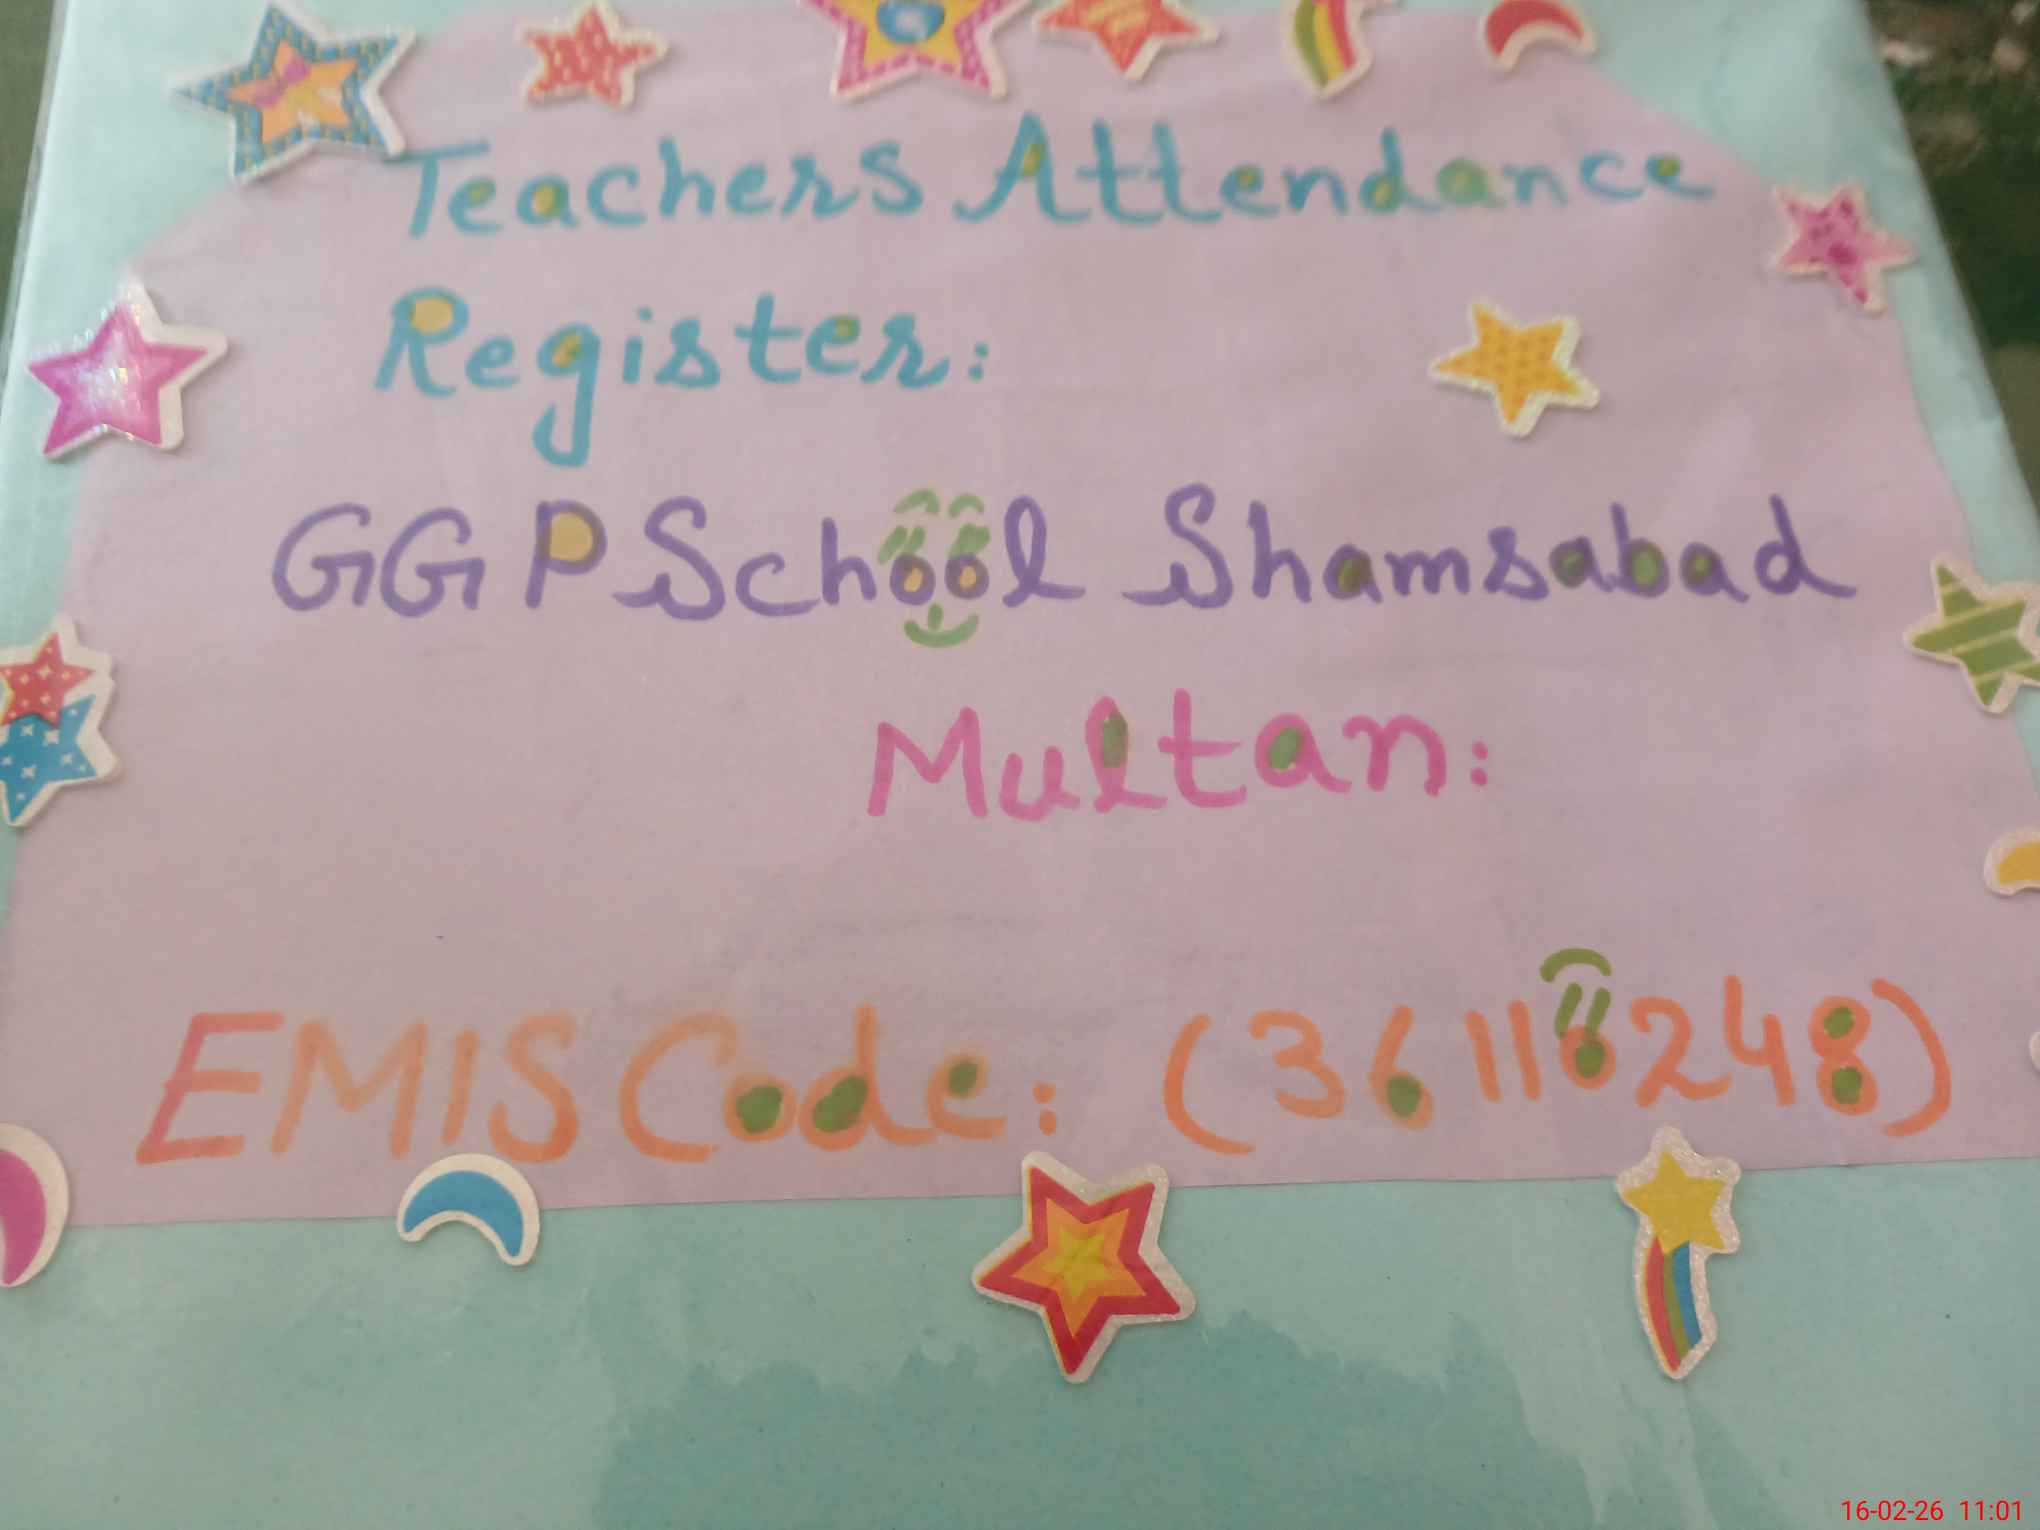 Teachers Attendance
Register:
GGPSchool Shamsabad
Multan:
EMIS Code: (36110248)
16-02-26 11:01